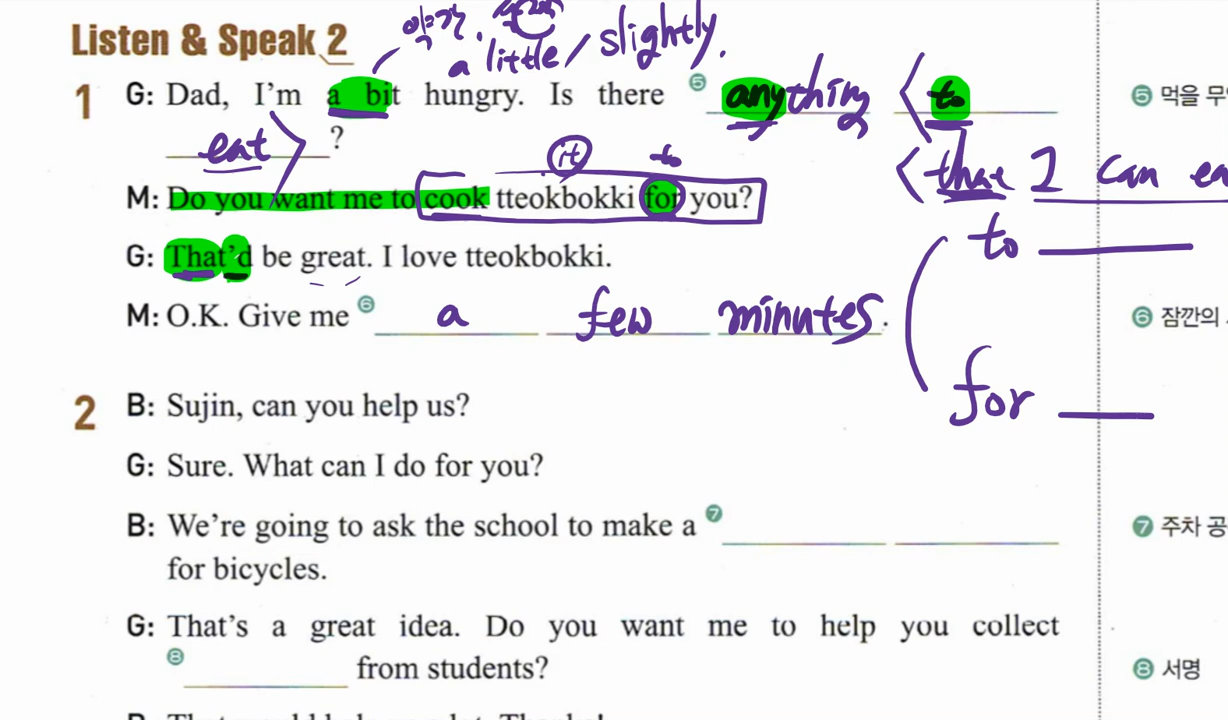 Listen & Speak 2
약간,
a little / slightly.
1 G: Dad, I'm a bit hungry. Is there ⑤ anything < to
eat > ?
< that I can ea
it to
M: Do you want me to cook tteokbokki for you?
to
G: That'd be great. I love tteokbokki.
M: O.K. Give me ⑥ a few minutes.
for
2 B: Sujin, can you help us?
G: Sure. What can I do for you?
B: We're going to ask the school to make a ⑦
for bicycles.
G: That's a great idea. Do you want me to help you collect
⑧ from students?
⑤ 먹을 무
⑥ 잠깐의
⑦ 주차 공
⑧ 서명